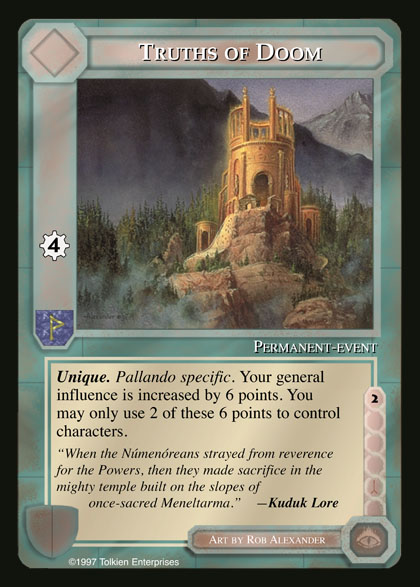 Truths of Doom
4
Permanent-event
Unique. Pallando specific. Your general
influence is increased by 6 points. You
may only use 2 of these 6 points to control
characters.
2
“When the Númenóreans strayed from reverence
for the Powers, then they made sacrifice in the
mighty temple built on the slopes of
once-sacred Meneltarma.” —Kuduk Lore
Art by Rob Alexander
©1997 Tolkien Enterprises